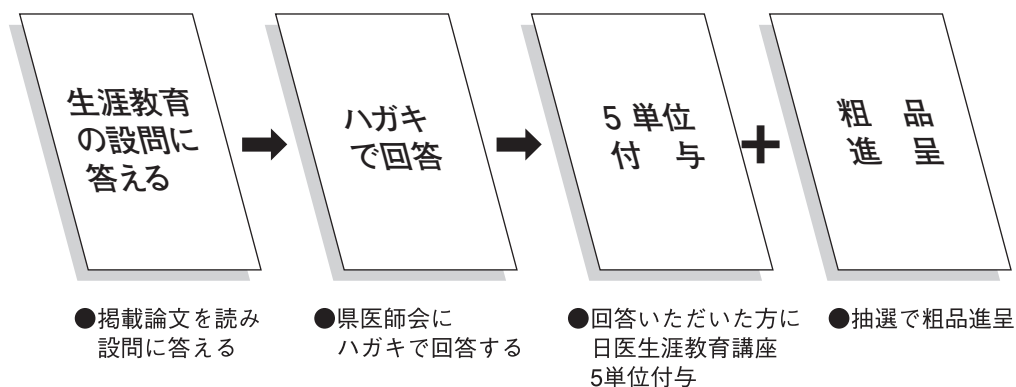 生涯教育
の設問に
答える
ハガキ
で回答
5単位
付 与
粗 品
進 呈
●掲載論文を読み
設問に答える
●県医師会に
ハガキで回答する
●回答いただいた方に
日医生涯教育講座
5単位付与
●抽選で粗品進呈